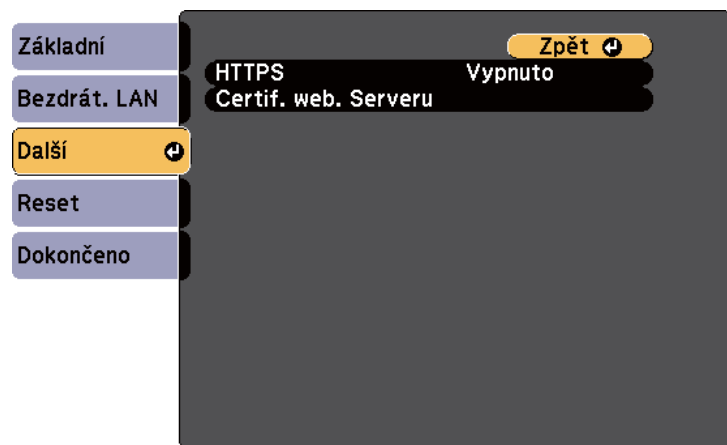 Základní
Bezdrát. LAN
Další
Reset
Dokončeno
Zpět
HTTPS Vypnuto
Certif. web. Serveru